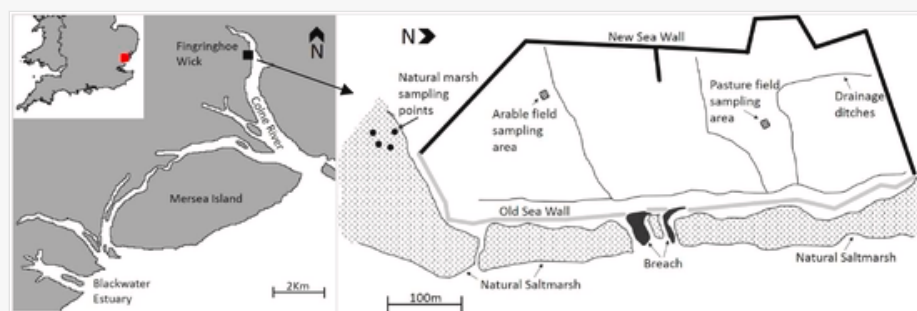 Fingringhoe
Wick
N
Colne River
Mersea Island
Blackwater
Estuary
2Km
N
New Sea Wall
Natural marsh
sampling
points
Arable field
sampling
area
Pasture field
sampling
area
Drainage
ditches
Old Sea Wall
Breach
Natural Saltmarsh
Natural Saltmarsh
100m